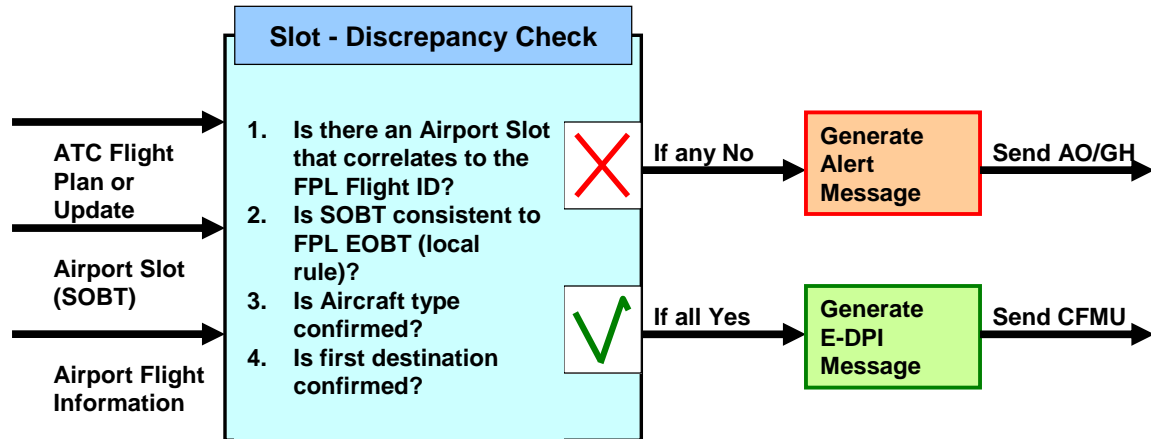 Slot - Discrepancy Check
ATC Flight
Plan or
Update
Airport Slot
(SOBT)
Airport Flight
Information
1. Is there an Airport Slot
that correlates to the
FPL Flight ID?
2. Is SOBT consistent to
FPL EOBT (local
rule)?
3. Is Aircraft type
confirmed?
4. Is first destination
confirmed?
If any No
Generate
Alert
Message
Send AO/GH
If all Yes
Generate
E-DPI
Message
Send CFMU